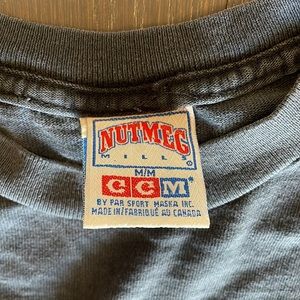 NUTMEG
MILLS
M/M
CCM*
BY PAR SPORT MASKA INC.
MADE IN/FABRIQUÉ AU CANADA